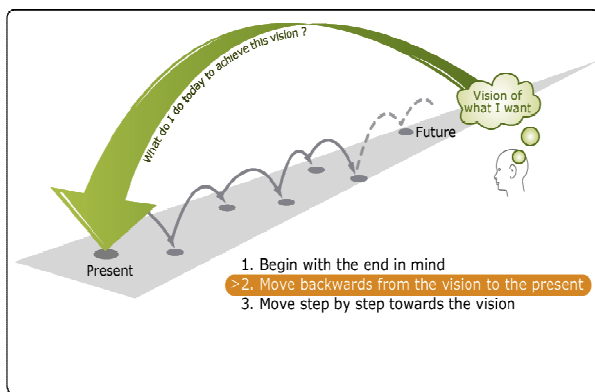 What do I do today to achieve this vision ?
Vision of
what I want
Future
Present
1. Begin with the end in mind
>2. Move backwards from the vision to the present
3. Move step by step towards the vision